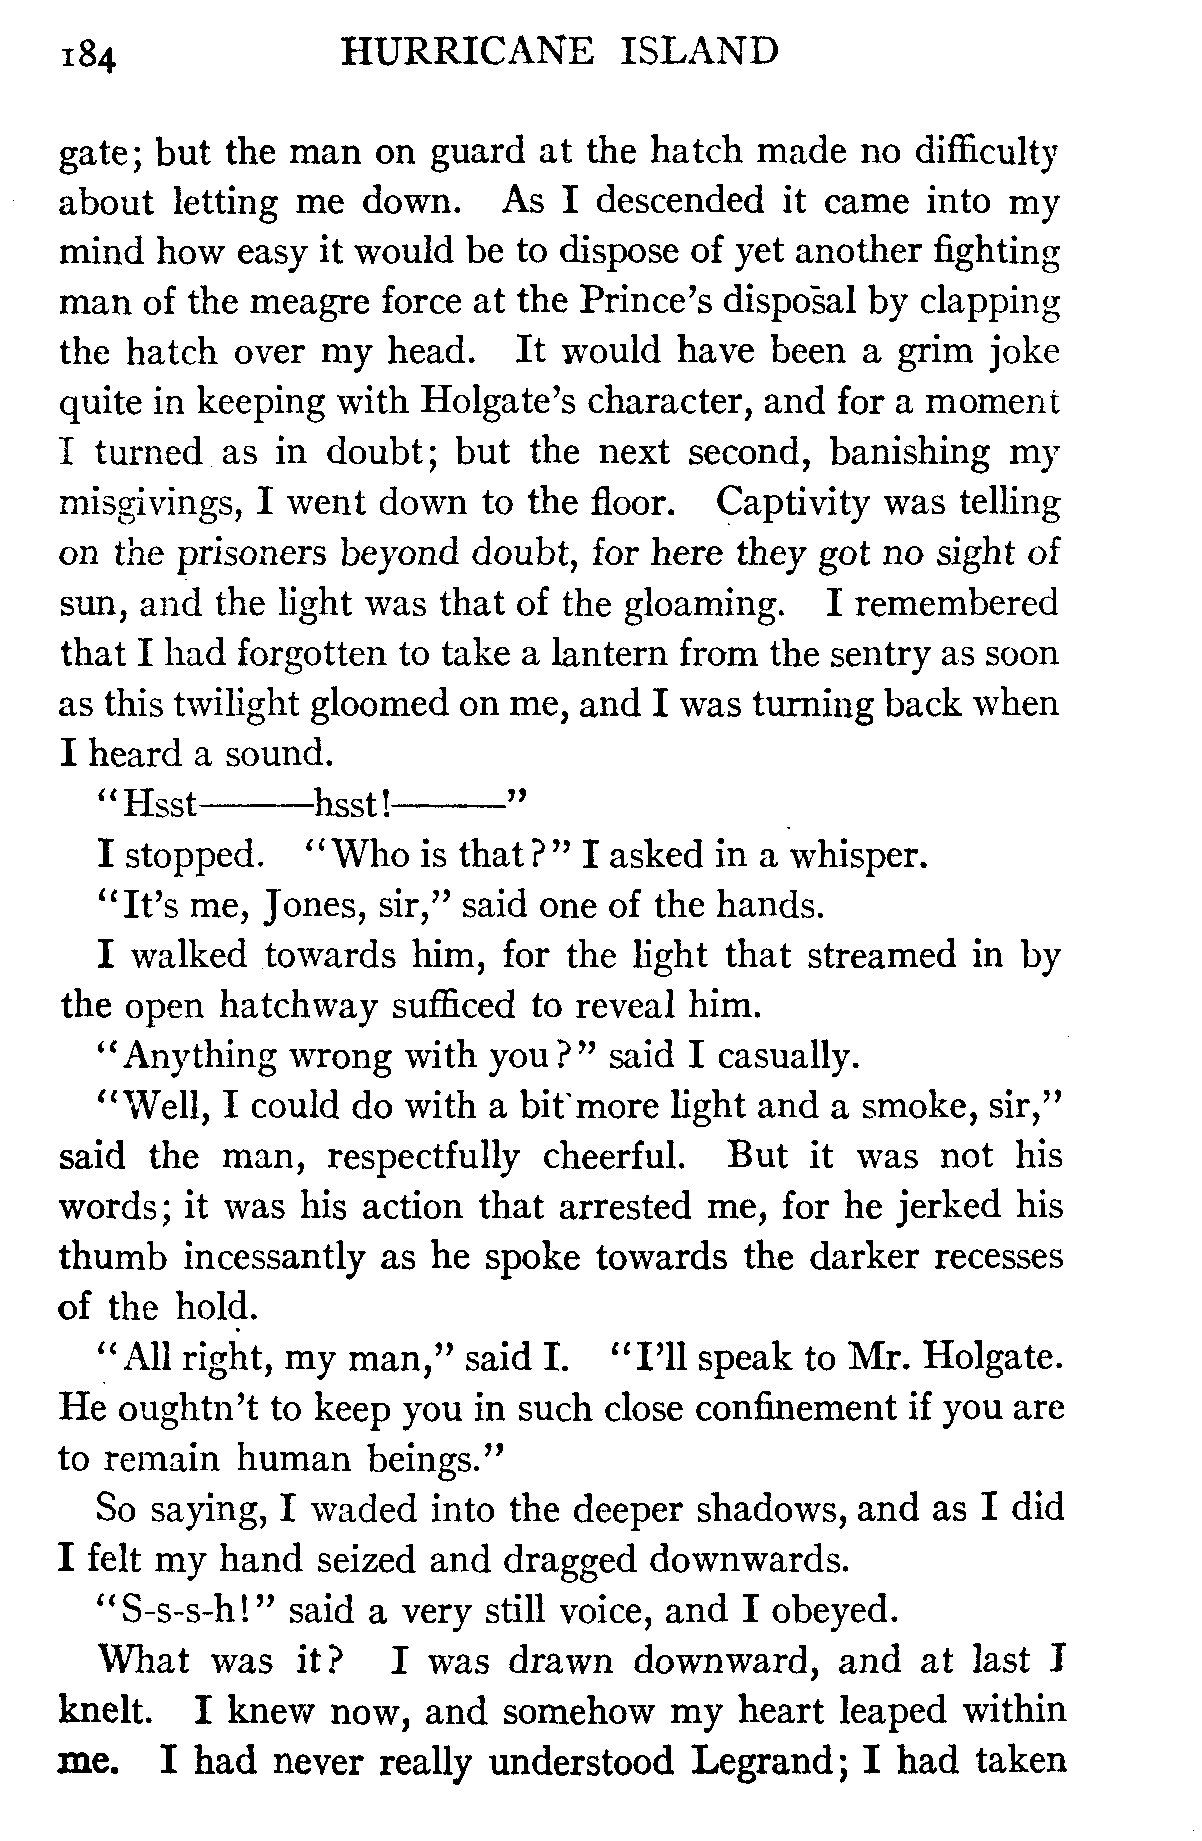 184 HURRICANE ISLAND
gate; but the man on guard at the hatch made no difficulty
about letting me down. As I descended it came into my
mind how easy it would be to dispose of yet another fighting
man of the meagre force at the Prince's disposal by clapping
the hatch over my head. It would have been a grim joke
quite in keeping with Holgate's character, and for a moment
I turned as in doubt; but the next second, banishing my
misgivings, I went down to the floor. Captivity was telling
on the prisoners beyond doubt, for here they got no sight of
sun, and the light was that of the gloaming. I remembered
that I had forgotten to take a lantern from the sentry as soon
as this twilight gloomed on me, and I was turning back when
I heard a sound.
"Hsst———hsst!———"
I stopped. "Who is that?" I asked in a whisper.
"It's me, Jones, sir," said one of the hands.
I walked towards him, for the light that streamed in by
the open hatchway sufficed to reveal him.
"Anything wrong with you?" said I casually.
"Well, I could do with a bit more light and a smoke, sir,"
said the man, respectfully cheerful. But it was not his
words; it was his action that arrested me, for he jerked his
thumb incessantly as he spoke towards the darker recesses
of the hold.
"All right, my man," said I. "I'll speak to Mr. Holgate.
He oughtn't to keep you in such close confinement if you are
to remain human beings."
So saying, I waded into the deeper shadows, and as I did
I felt my hand seized and dragged downwards.
"S-s-s-h!" said a very still voice, and I obeyed.
What was it? I was drawn downward, and at last I
knelt. I knew now, and somehow my heart leaped within
me. I had never really understood Legrand; I had taken